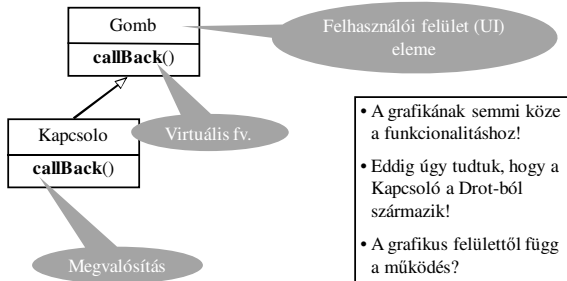 Gomb
callBack()
Felhasználói felület (UI)
eleme
Virtuális fv.
Kapcsolo
callBack()
Megvalósítás
• A grafikának semmi köze
a funkcionalitáshoz!
• Eddig úgy tudtuk, hogy a
Kapcsoló a Drot-ból
származik!
• A grafikus felülettől függ
a működés?